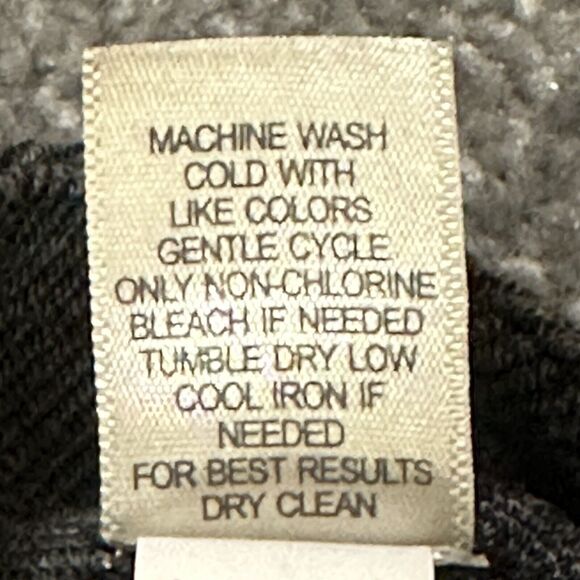 MACHINE WASH
COLD WITH
LIKE COLORS
GENTLE CYCLE
ONLY NON-CHLORINE
BLEACH IF NEEDED
TUMBLE DRY LOW
COOL IRON IF
NEEDED
FOR BEST RESULTS
DRY CLEAN